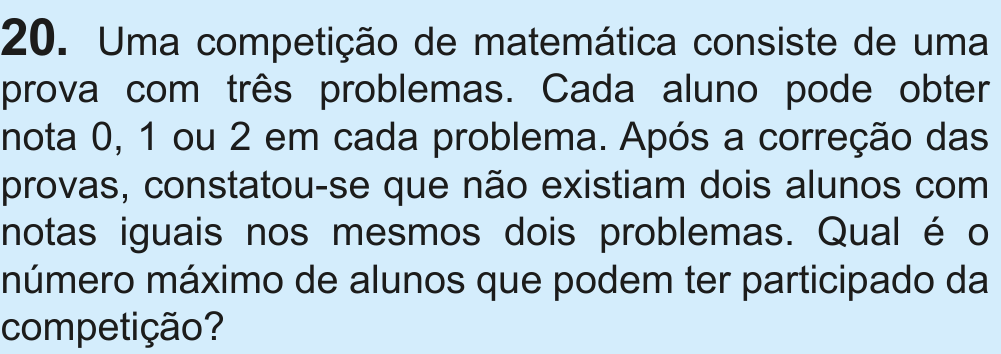 20. Uma competição de matemática consiste de uma
prova com três problemas. Cada aluno pode obter
nota 0, 1 ou 2 em cada problema. Após a correção das
provas, constatou-se que não existiam dois alunos com
notas iguais nos mesmos dois problemas. Qual é o
número máximo de alunos que podem ter participado da
competição?